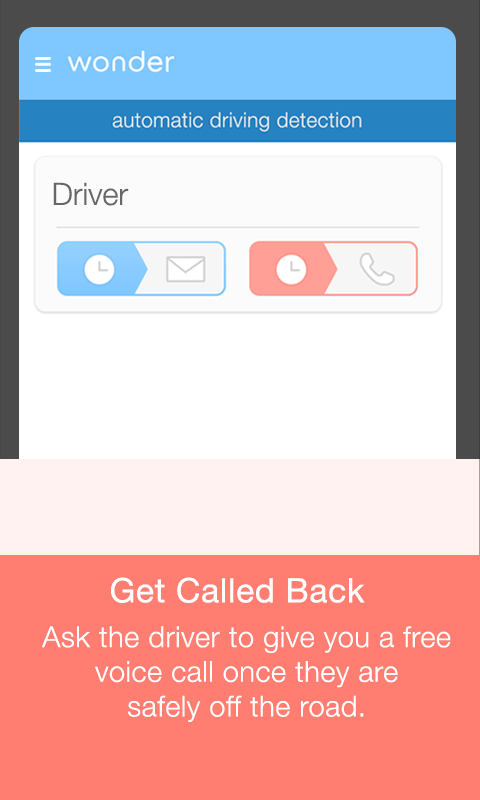 wonder
automatic driving detection
Driver
Get Called Back
Ask the driver to give you a free
voice call once they are
safely off the road.